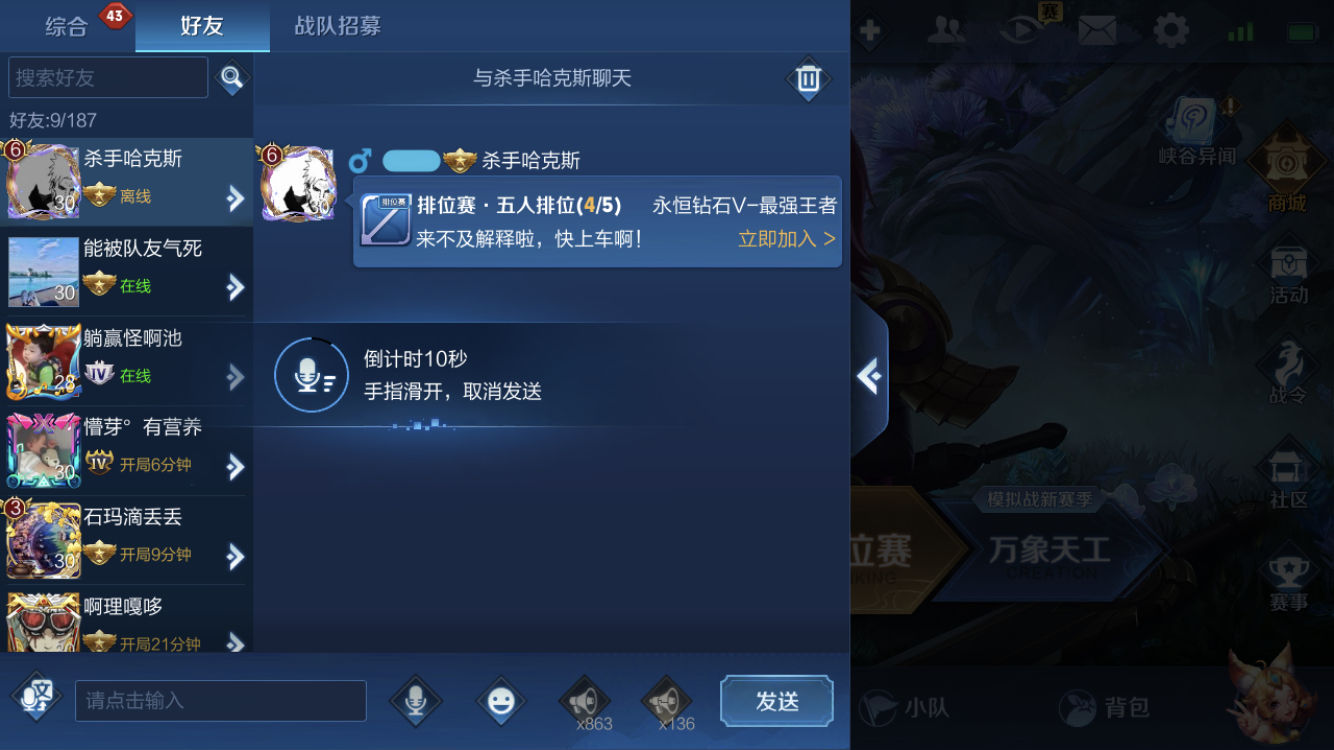 综合
43
好友
战队招募
赛
搜索好友
与杀手哈克斯聊天
好友:9/187
6
杀手哈克斯
30
离线
能被队友气死
30
在线
躺赢怪啊池
28
IV
在线
懵芽° 有营养
30
IV
开局6分钟
3
石玛滴丢丢
30
开局9分钟
啊理嘎哆
开局21分钟
6
30
杀手哈克斯
排位赛
排位赛·五人排位(4/5)
永恒钻石V-最强王者
来不及解释啦，快上车啊！
立即加入 >
倒计时10秒
手指滑开，取消发送
文
请点击输入
x863
x136
发送
峡谷异闻
商城
活动
战令
社区
赛事
模拟战新赛季
位赛
KING
万象天工
CREATION
小队
背包